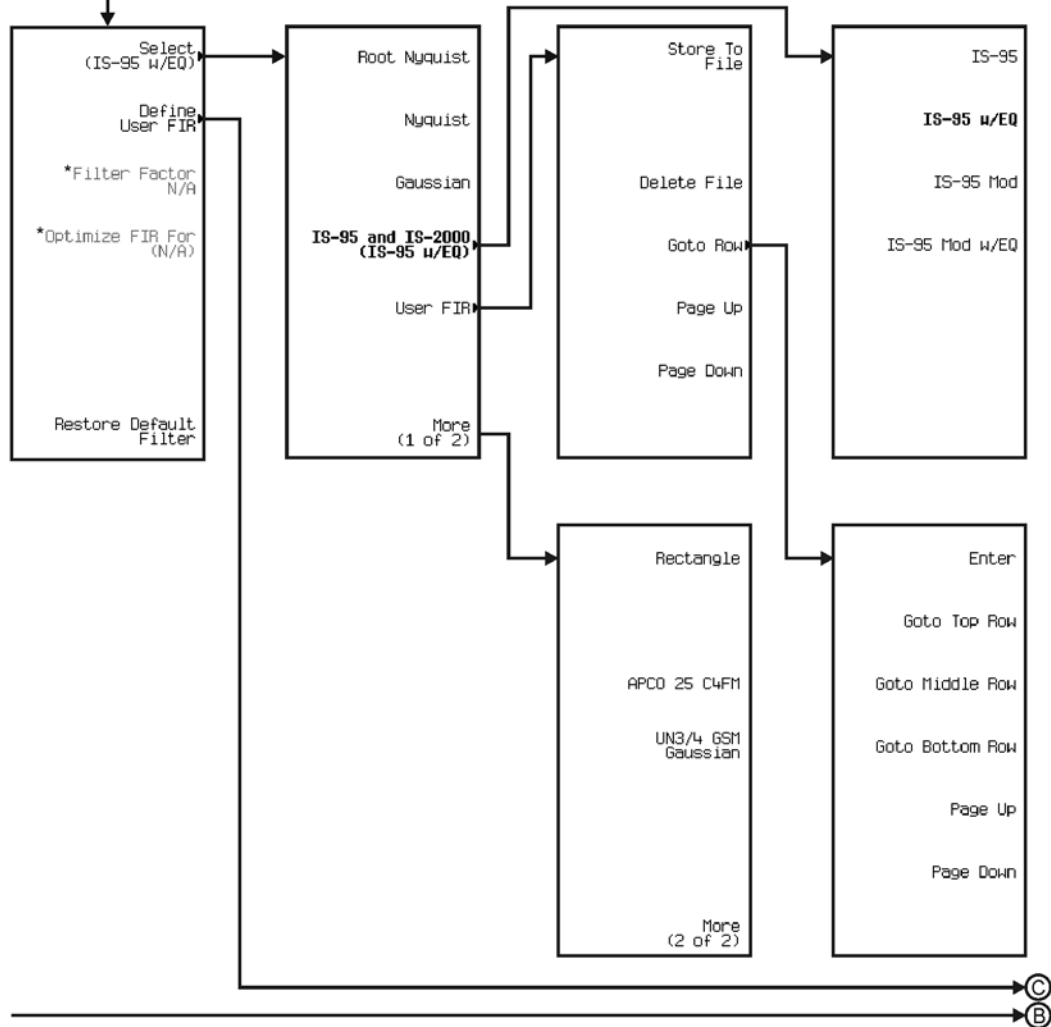 Select
(IS-95 w/EQ)
Define
User FIR
*Filter Factor
N/A
*Optimize FIR For
(N/A)
Restore Default
Filter
Root Nyquist
Nyquist
Gaussian
IS-95 and IS-2000
(IS-95 w/EQ)
User FIR
More
(1 of 2)
Store To
File
Delete File
Goto Row
Page Up
Page Down
IS-95
IS-95 w/EQ
IS-95 Mod
IS-95 Mod w/EQ
Rectangle
APCO 25 C4FM
UN3/4 GSM
Gaussian
More
(2 of 2)
Enter
Goto Top Row
Goto Middle Row
Goto Bottom Row
Page Up
Page Down
C
B